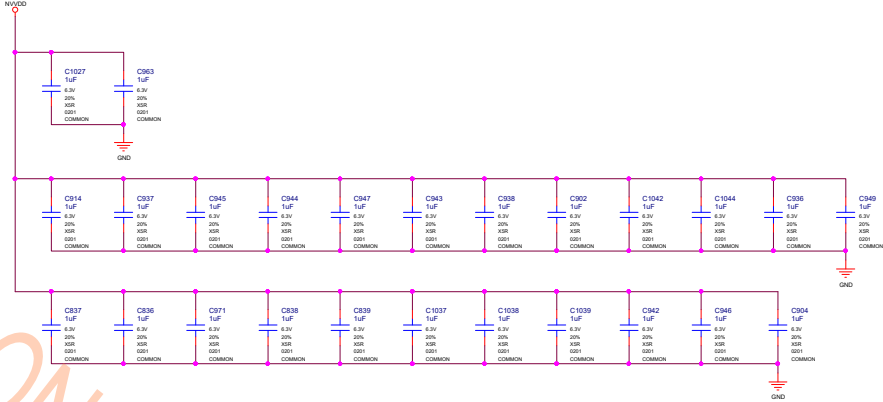 NVVDD
C1027 C963
1uF 1uF
6.3V 6.3V
20% 20%
X5R X5R
0201 0201
COMMON COMMON
GND
C914 C937 C945 C944 C947 C943 C938 C902 C1042 C1044 C936 C949
1uF 1uF 1uF 1uF 1uF 1uF 1uF 1uF 1uF 1uF 1uF 1uF
6.3V 6.3V 6.3V 6.3V 6.3V 6.3V 6.3V 6.3V 6.3V 6.3V 6.3V 6.3V
20% 20% 20% 20% 20% 20% 20% 20% 20% 20% 20% 20%
X5R X5R X5R X5R X5R X5R X5R X5R X5R X5R X5R X5R
0201 0201 0201 0201 0201 0201 0201 0201 0201 0201 0201 0201
COMMON COMMON COMMON COMMON COMMON COMMON COMMON COMMON COMMON COMMON COMMON COMMON
GND
C837 C836 C971 C838 C839 C1037 C1038 C1039 C942 C946 C904
1uF 1uF 1uF 1uF 1uF 1uF 1uF 1uF 1uF 1uF 1uF
6.3V 6.3V 6.3V 6.3V 6.3V 6.3V 6.3V 6.3V 6.3V 6.3V 6.3V
20% 20% 20% 20% 20% 20% 20% 20% 20% 20% 20%
X5R X5R X5R X5R X5R X5R X5R X5R X5R X5R X5R
0201 0201 0201 0201 0201 0201 0201 0201 0201 0201 0201
COMMON COMMON COMMON COMMON COMMON COMMON COMMON COMMON COMMON COMMON COMMON
GND